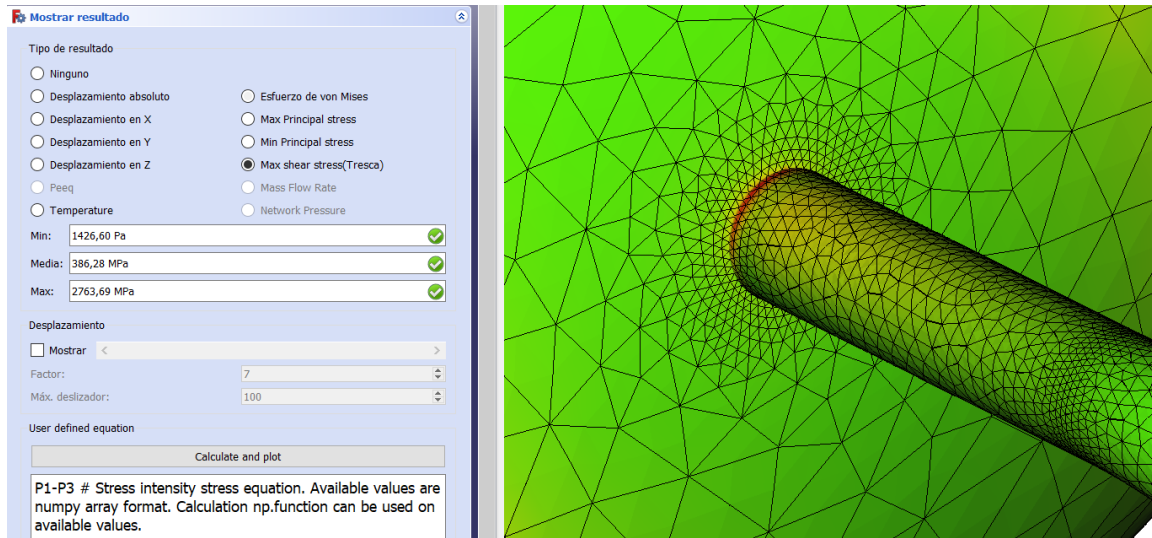 Mostrar resultado
Tipo de resultado
Ninguno
Desplazamiento absoluto
Esfuerzo de von Mises
Desplazamiento en X
Max Principal stress
Desplazamiento en Y
Min Principal stress
Desplazamiento en Z
Max shear stress(Tresca)
Peeq
Mass Flow Rate
Temperature
Network Pressure
Min: 1426,60 Pa
Media: 386,28 MPa
Max: 2763,69 MPa
Desplazamiento
Mostrar
Factor: 7
Máx. deslizador: 100
User defined equation
Calculate and plot
P1-P3 # Stress intensity stress equation. Available values are
numpy array format. Calculation np.function can be used on
available values.